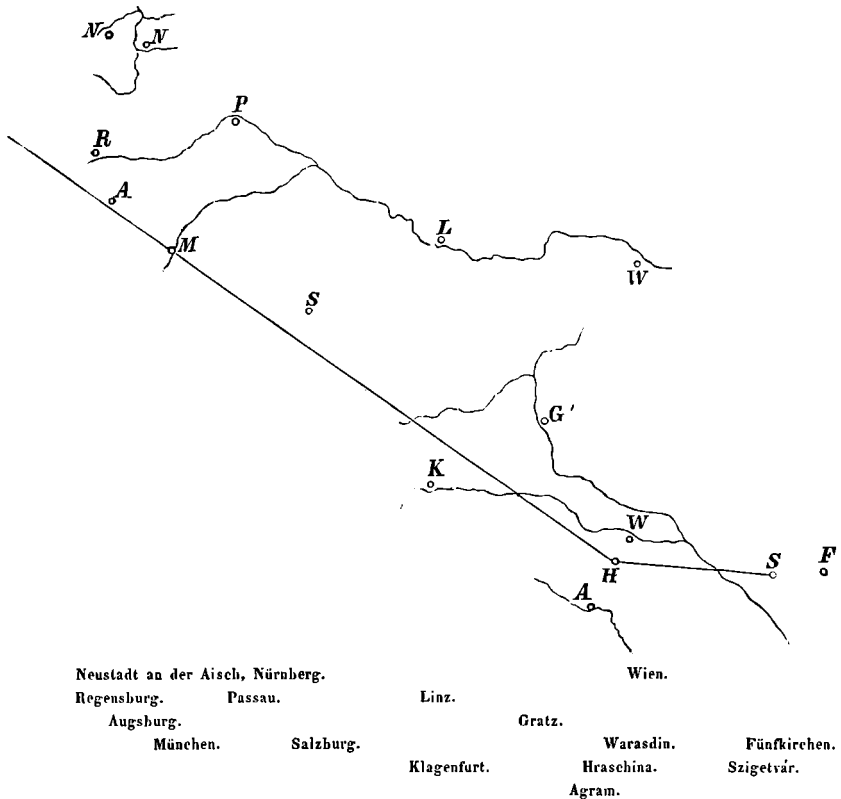 N N
P
R
A
M
L
W
S
G'
K
W
H S F
A
Neustadt an der Aisch, Nürnberg. Wien.
Regensburg. Passau. Linz.
Augsburg. Gratz.
München. Salzburg. Warasdin. Fünfkirchen.
Klagenfurt. Hraschina. Szigetvár.
Agram.